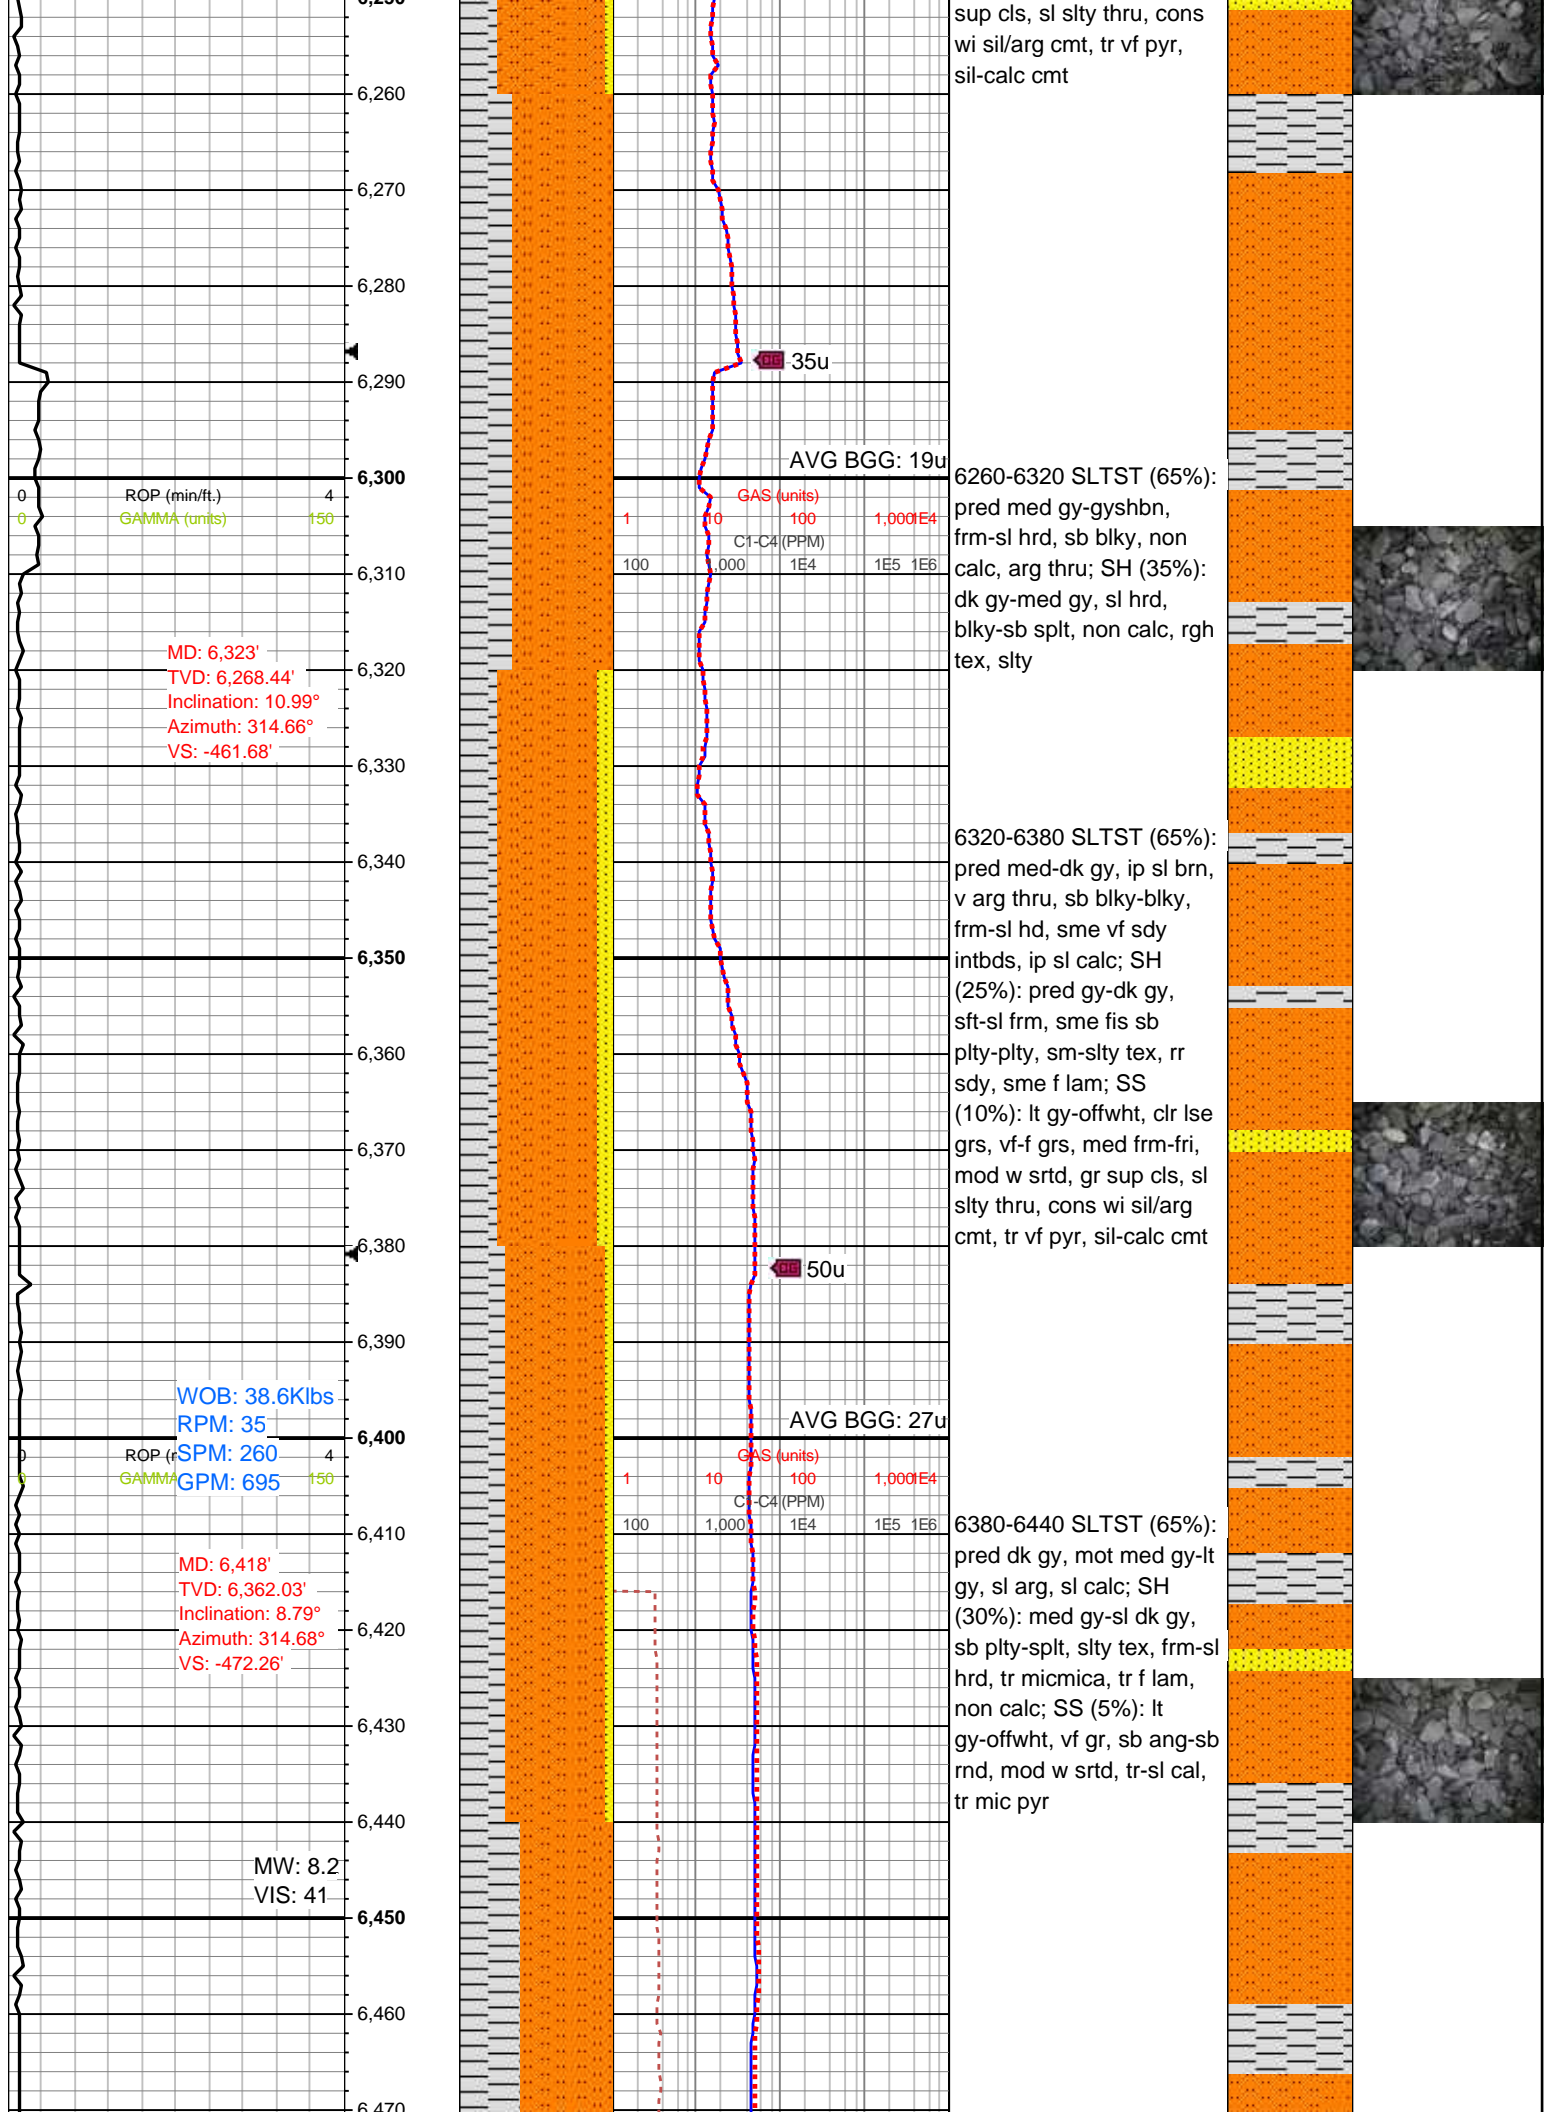 6,250
sup cls, sl slty thru, cons
wi sil/arg cmt, tr vf pyr,
sil-calc cmt
6,260
6,270
6,280
CG 35u
6,290
AVG BGG: 19u
6,300
0 ROP (min/ft.) 4
0 GAMMA (units) 150
GAS (units)
1 10 100 1,000 1E4
C1-C4 (PPM)
100 1,000 1E4 1E5 1E6
6260-6320 SLTST (65%):
pred med gy-gyshbn,
frm-sl hrd, sb blky, non
calc, arg thru; SH (35%):
dk gy-med gy, sl hrd,
blky-sb splt, non calc, rgh
tex, slty
6,310
MD: 6,323'
TVD: 6,268.44'
Inclination: 10.99°
Azimuth: 314.66°
VS: -461.68'
6,320
6,330
6,340
6320-6380 SLTST (65%):
pred med-dk gy, ip sl brn,
v arg thru, sb blky-blky,
frm-sl hd, sme vf sdy
intbds, ip sl calc; SH
(25%): pred gy-dk gy,
sft-sl frm, sme fis sb
plty-plty, sm-slty tex, rr
sdy, sme f lam; SS
(10%): lt gy-offwht, clr lse
grs, vf-f grs, med frm-fri,
mod w srtd, gr sup cls, sl
slty thru, cons wi sil/arg
cmt, tr vf pyr, sil-calc cmt
6,350
6,360
6,370
6,380
CG 50u
6,390
WOB: 38.6Klbs
RPM: 35
SPM: 260
GPM: 695
AVG BGG: 27u
6,400
0 ROP (r 4
0 GAMMA 150
GAS (units)
1 10 100 1,000 1E4
C1-C4 (PPM)
100 1,000 1E4 1E5 1E6
6,410
MD: 6,418'
TVD: 6,362.03'
Inclination: 8.79°
Azimuth: 314.68°
VS: -472.26'
6380-6440 SLTST (65%):
pred dk gy, mot med gy-lt
gy, sl arg, sl calc; SH
(30%): med gy-sl dk gy,
sb plty-splt, slty tex, frm-sl
hrd, tr micmica, tr f lam,
non calc; SS (5%): lt
gy-offwht, vf gr, sb ang-sb
rnd, mod w srtd, tr-sl cal,
tr mic pyr
6,420
6,430
6,440
MW: 8.2
VIS: 41
6,450
6,460
6,470